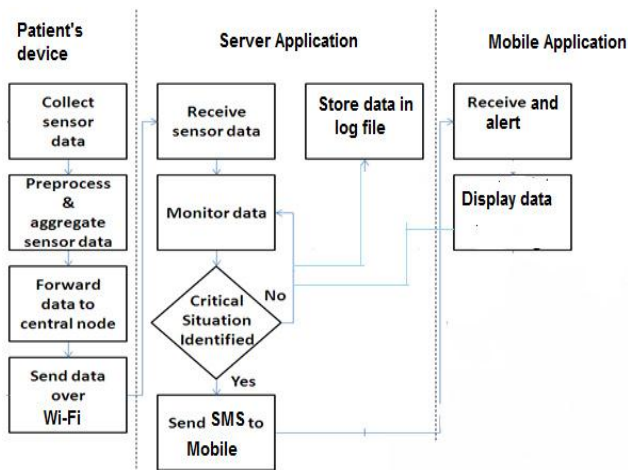 Patient's
device
Server Application
Mobile Application
Collect
sensor
data
Preprocess
&
aggregate
sensor data
Forward
data to
central node
Send data
over
Wi-Fi
Receive
sensor data
Monitor data
Critical
Situation
Identified
No
Yes
Send SMS to
Mobile
Store data in
log file
Receive and
alert
Display data